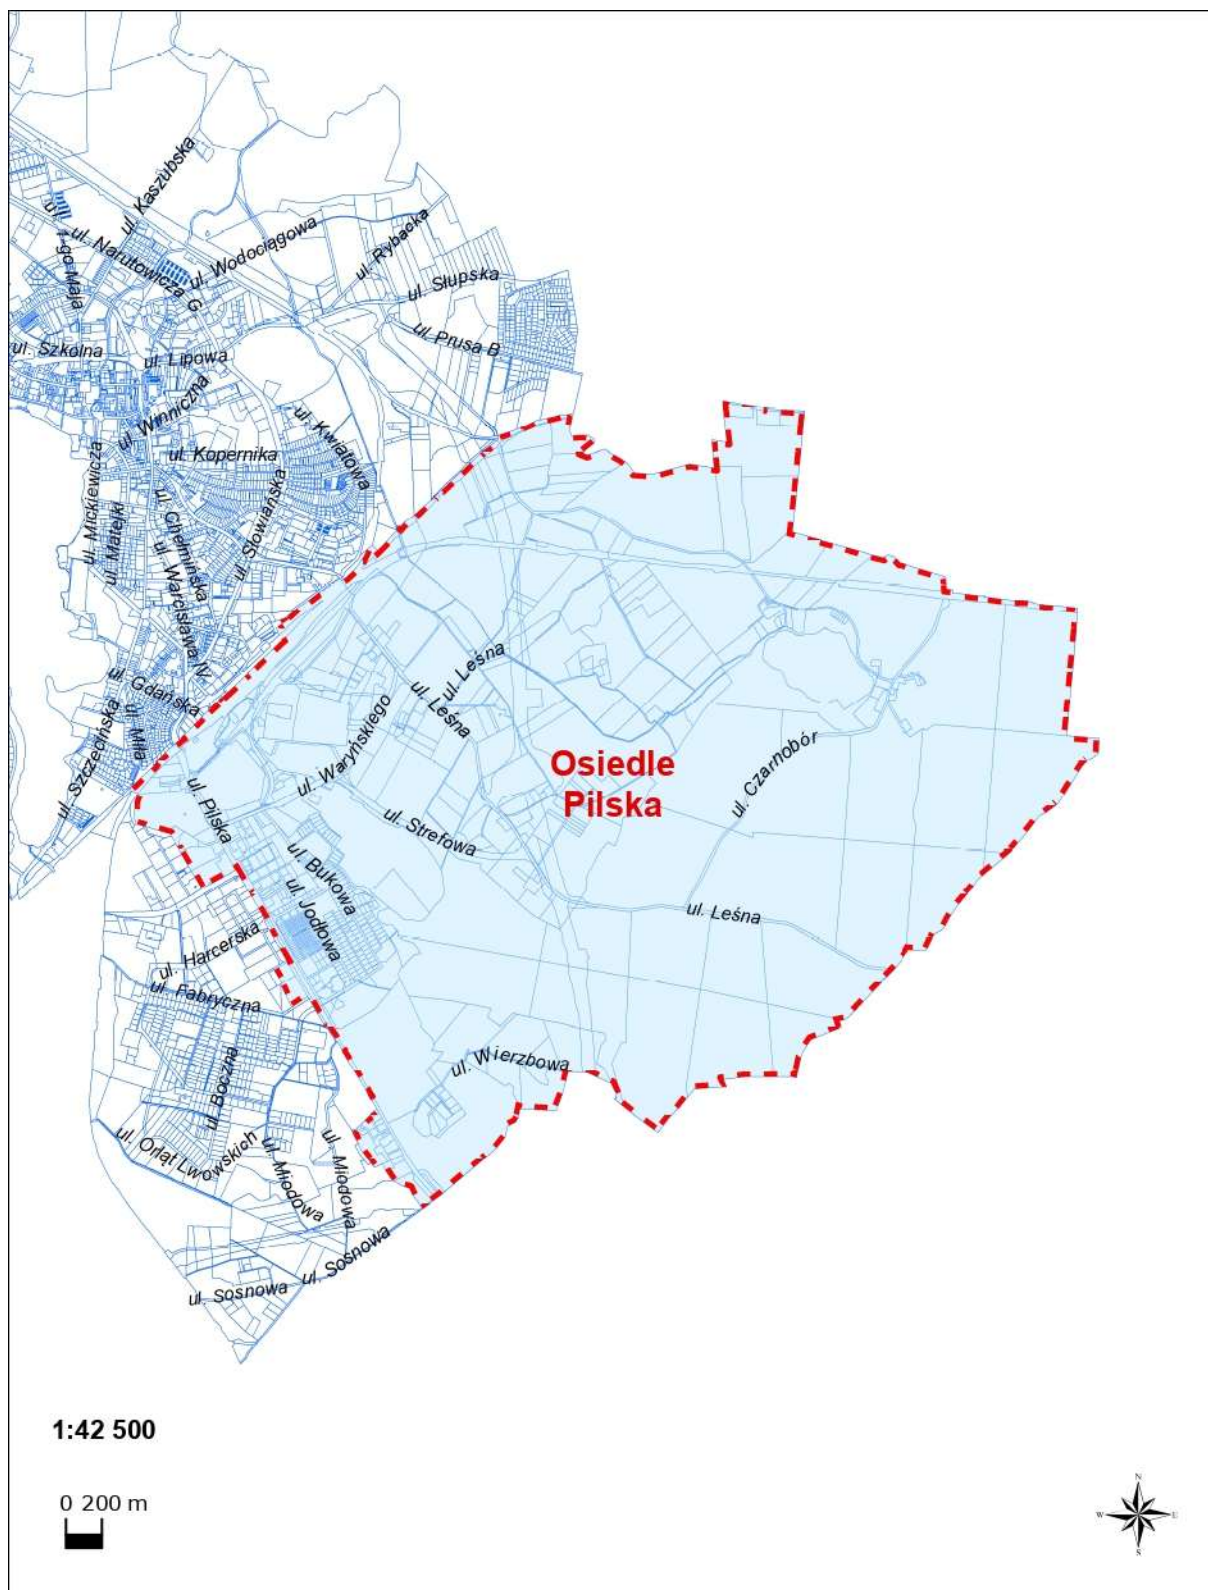 ul. Kaszubska
ul. 1-go Maja
ul. Narutowicza G
ul. Wodociągowa
ul. Rybacka
ul. Słupska
ul. Prusa B
ul. Szkolna
ul. Lipowa
ul. Winniczna
ul. Kwiatowa
ul. Kopernika
ul. Mickiewicza
ul. Matejki
ul. Chełmińska
ul. Warcisława IV
ul. Słowiańska
ul. Gdańska
ul. Miła
ul. Szczecińska
ul. Leśna
ul. Leśna
ul. Waryńskiego
ul. Pilska
ul. Strefowa
Osiedle
Pilska
ul. Czarnobór
ul. Bukowa
ul. Jodłowa
ul. Leśna
ul. Harcerska
ul. Fabryczna
ul. Boczna
ul. Wierzbowa
ul. Orląt Lwowskich
ul. Miodowa
ul. Miodowa
ul. Sosnowa
ul. Sosnowa
1:42 500
0 200 m
N
W E
S